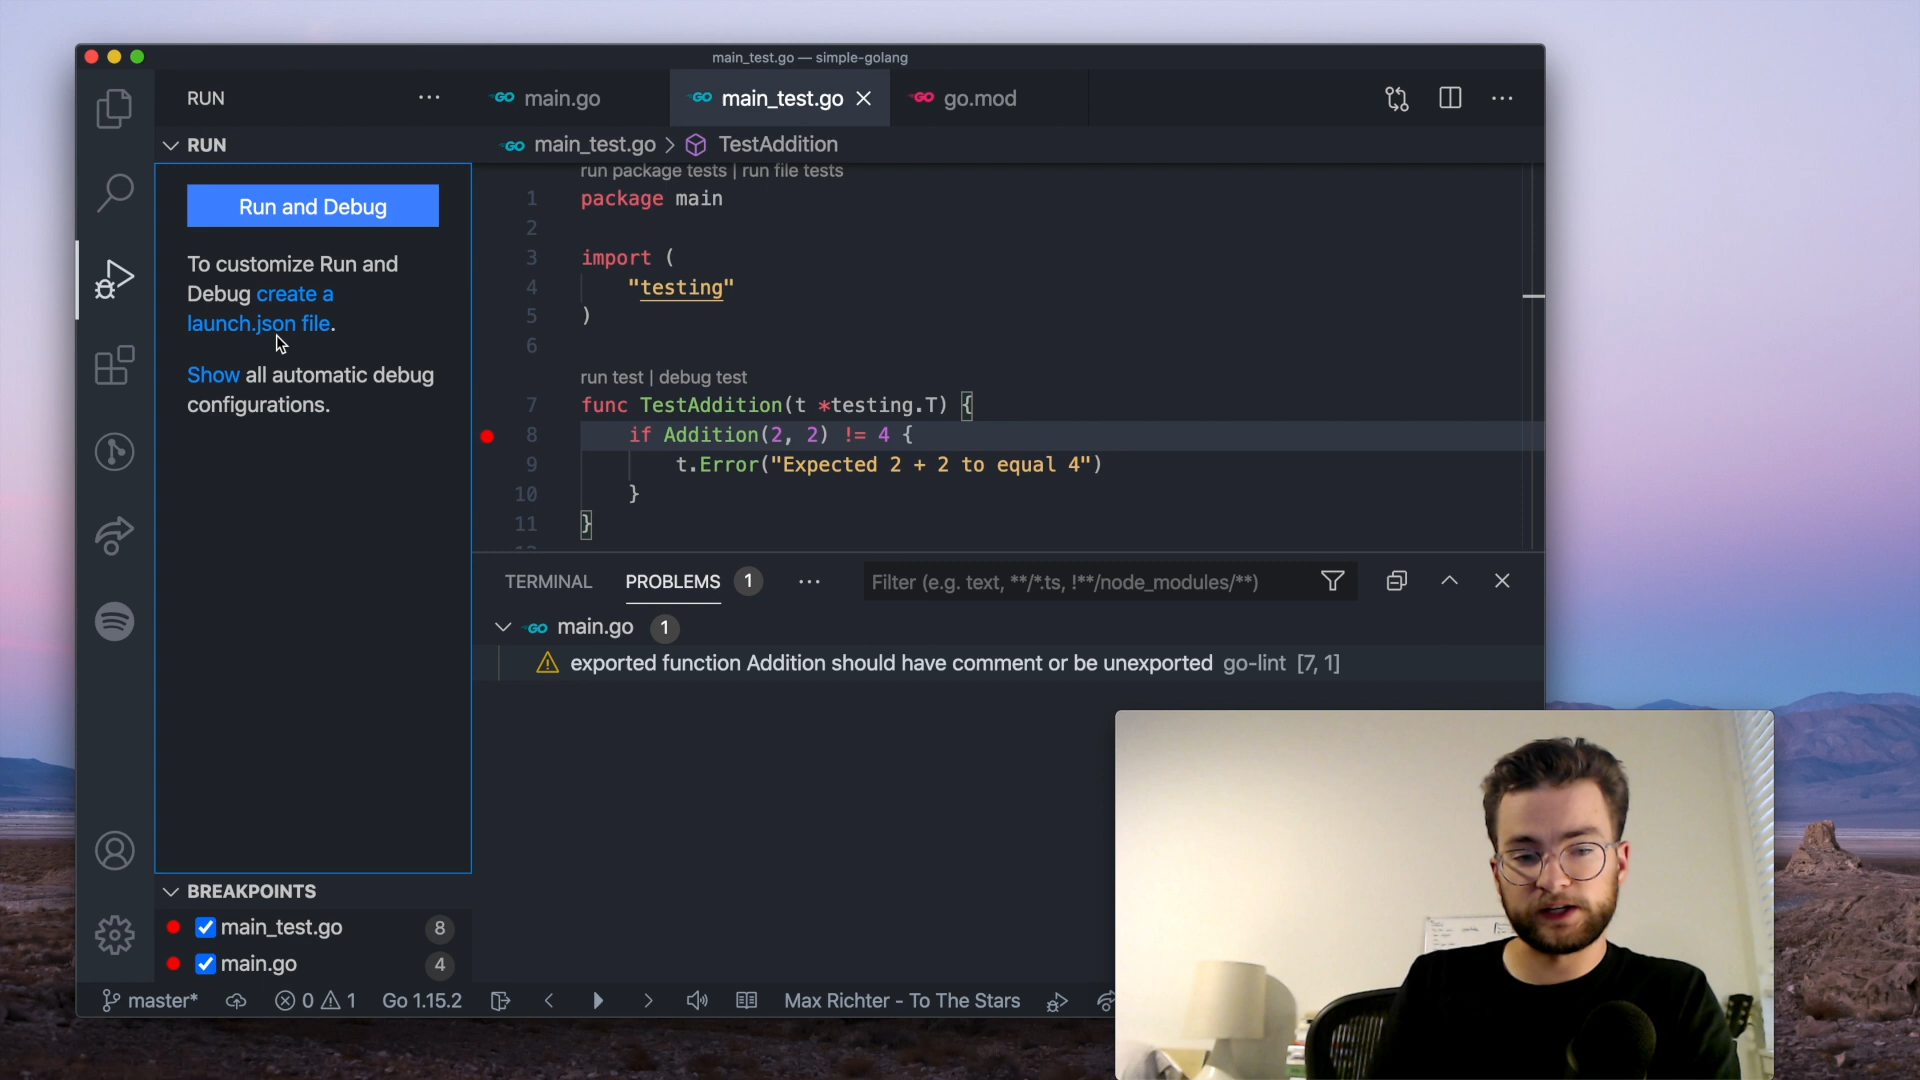 main_test.go — simple-golang
RUN
GO main.go
GO main_test.go
GO go.mod
RUN
GO main_test.go > TestAddition
Run and Debug
To customize Run and
Debug create a
launch.json file.
Show all automatic debug
configurations.
run package tests | run file tests
1 package main
2
3 import (
4 "testing"
5 )
6
run test | debug test
7 func TestAddition(t *testing.T) {
8 if Addition(2, 2) != 4 {
9 t.Error("Expected 2 + 2 to equal 4")
10 }
11 }
TERMINAL PROBLEMS 1
Filter (e.g. text, **/*.ts, !**/node_modules/**)
GO main.go 1
exported function Addition should have comment or be unexported go-lint [7, 1]
BREAKPOINTS
main_test.go 8
main.go 4
master* 0 1 Go 1.15.2 Max Richter - To The Stars